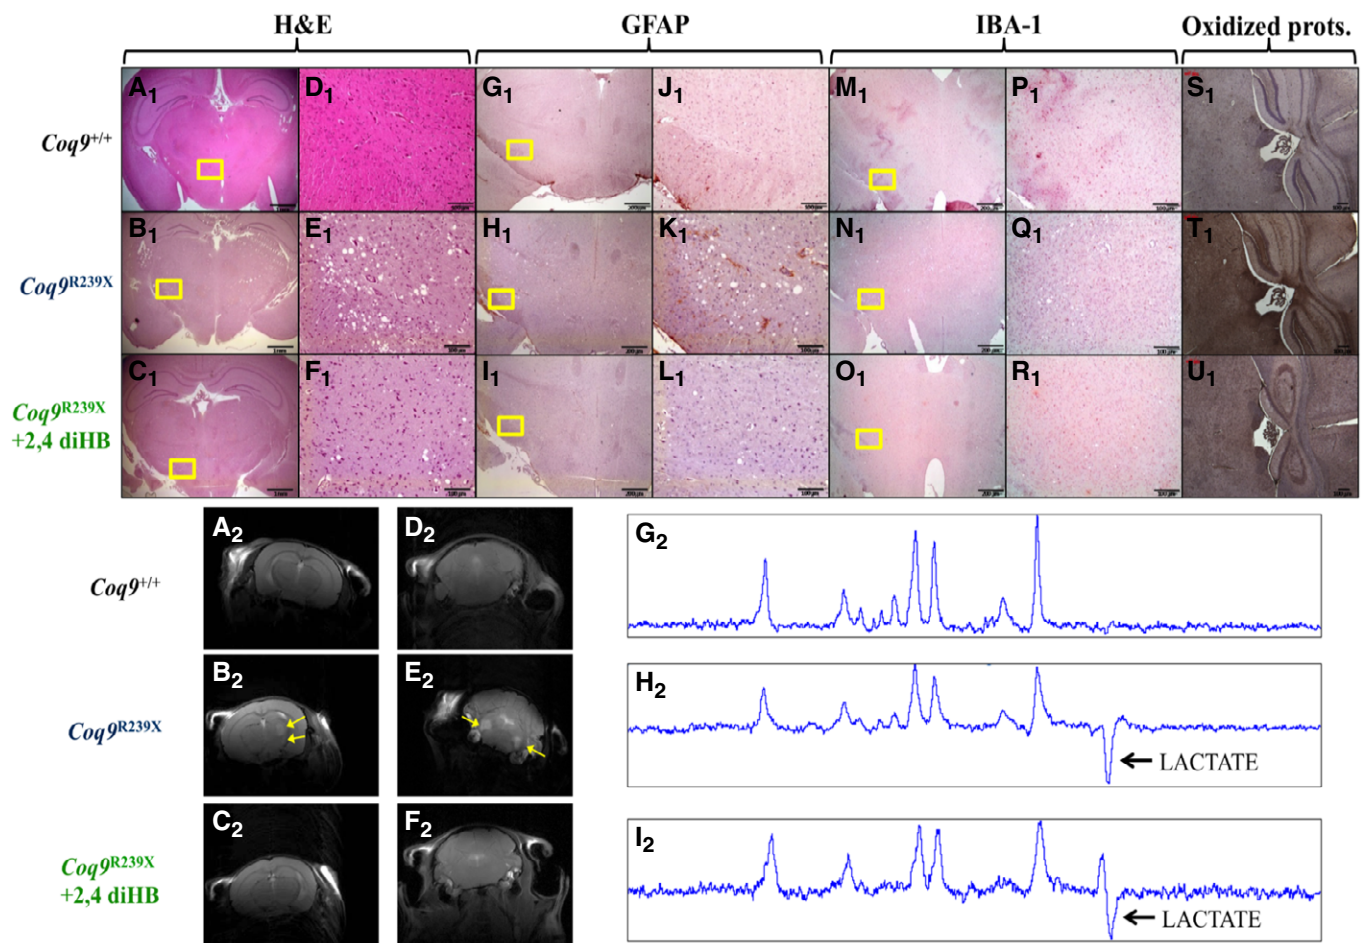 H&E GFAP IBA-1 Oxidized prots.
Coq9+/+ A1 D1 G1 J1 M1 P1 S1
Coq9R239X B1 E1 H1 K1 N1 Q1 T1
C1 F1 I1 L1 O1 R1 U1
Coq9R239X
+2,4 diHB
A2 D2 G2
Coq9+/+
B2 E2 H2
Coq9R239X
LACTATE
C2 F2 I2
Coq9R239X
+2,4 diHB
LACTATE